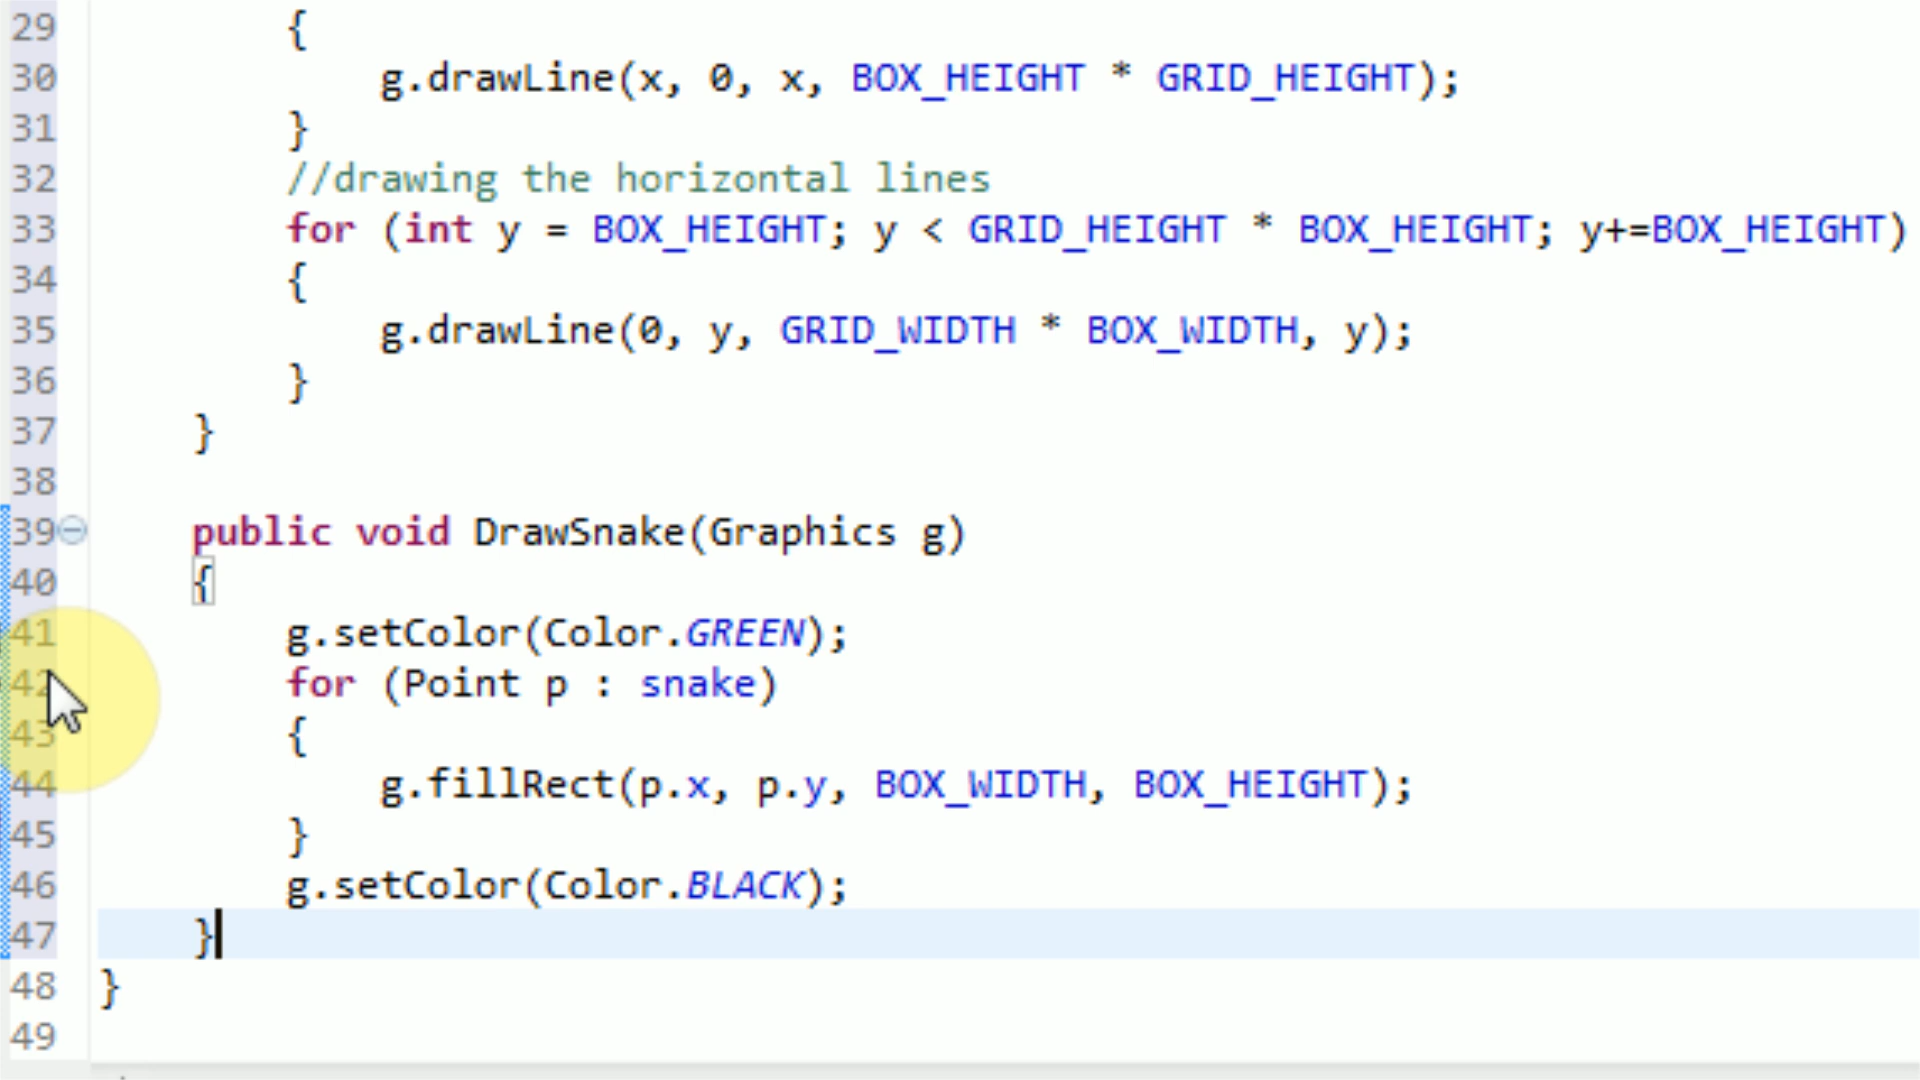 29 {
30 g.drawLine(x, 0, x, BOX_HEIGHT * GRID_HEIGHT);
31 }
32 //drawing the horizontal lines
33 for (int y = BOX_HEIGHT; y < GRID_HEIGHT * BOX_HEIGHT; y+=BOX_HEIGHT)
34 {
35 g.drawLine(0, y, GRID_WIDTH * BOX_WIDTH, y);
36 }
37 }
38
39 public void DrawSnake(Graphics g)
40 {
41 g.setColor(Color.GREEN);
42 for (Point p : snake)
43 {
44 g.fillRect(p.x, p.y, BOX_WIDTH, BOX_HEIGHT);
45 }
46 g.setColor(Color.BLACK);
47 }
48 }
49